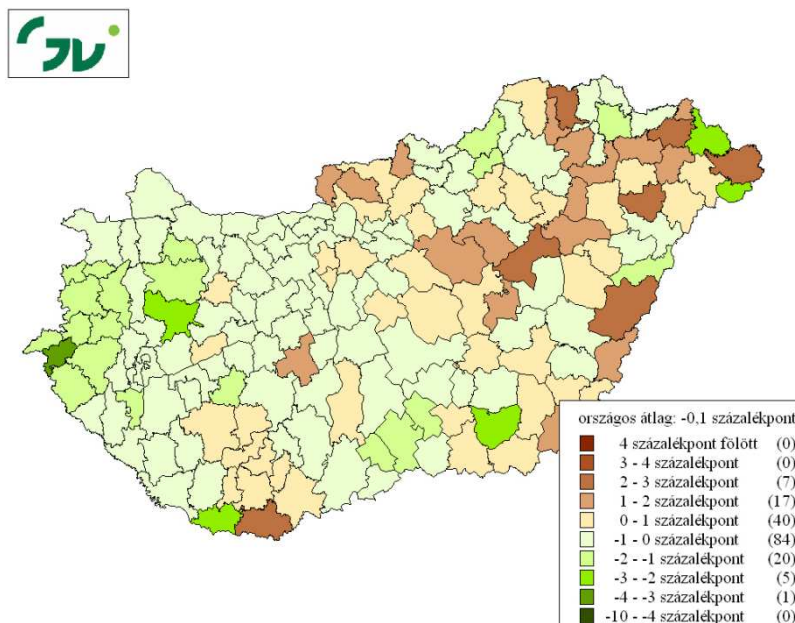 országos átlag: -0,1 százalékpont
4 százalékpont fölött (0)
3 - 4 százalékpont (0)
2 - 3 százalékpont (7)
1 - 2 százalékpont (17)
0 - 1 százalékpont (40)
-1 - 0 százalékpont (84)
-2 - -1 százalékpont (20)
-3 - -2 százalékpont (5)
-4 - -3 százalékpont (1)
-10 - -4 százalékpont (0)